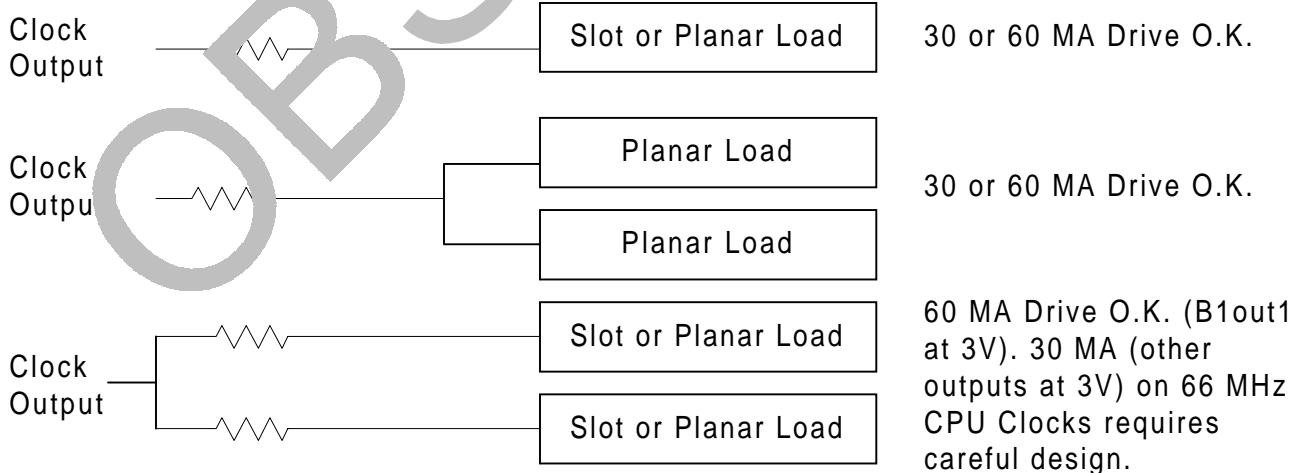 Clock
Output
Slot or Planar Load
30 or 60 MA Drive O.K.
Clock
Outpu
Planar Load
Planar Load
30 or 60 MA Drive O.K.
Clock
Output
Slot or Planar Load
Slot or Planar Load
60 MA Drive O.K. (B1out1
at 3V). 30 MA (other
outputs at 3V) on 66 MHz
CPU Clocks requires
careful design.
OBS